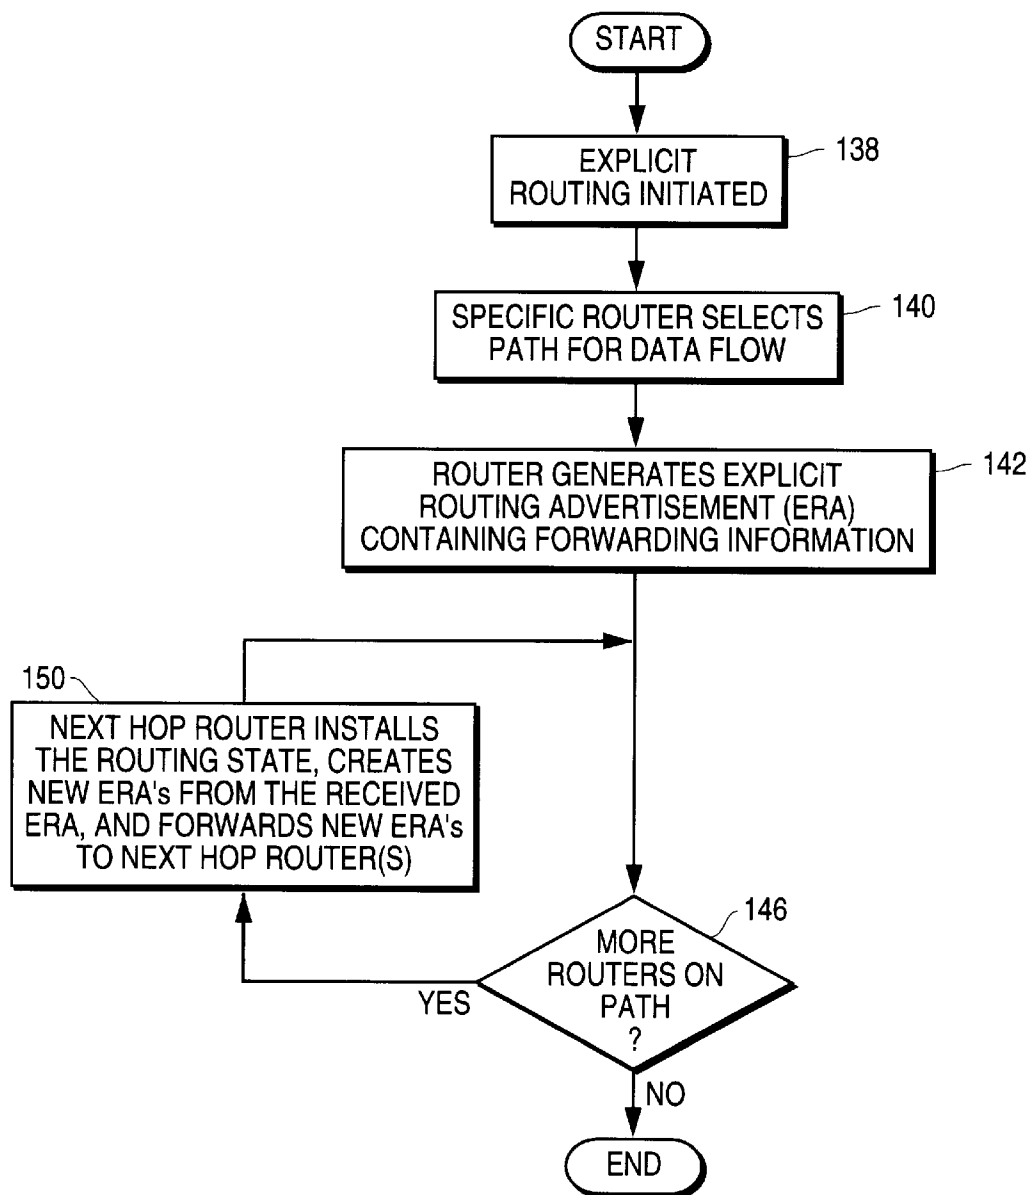 START
EXPLICIT
ROUTING INITIATED
138
SPECIFIC ROUTER SELECTS
PATH FOR DATA FLOW
140
ROUTER GENERATES EXPLICIT
ROUTING ADVERTISEMENT (ERA)
CONTAINING FORWARDING INFORMATION
142
150
NEXT HOP ROUTER INSTALLS
THE ROUTING STATE, CREATES
NEW ERA's FROM THE RECEIVED
ERA, AND FORWARDS NEW ERA's
TO NEXT HOP ROUTER(S)
146
MORE
ROUTERS ON
PATH
?
YES
NO
END